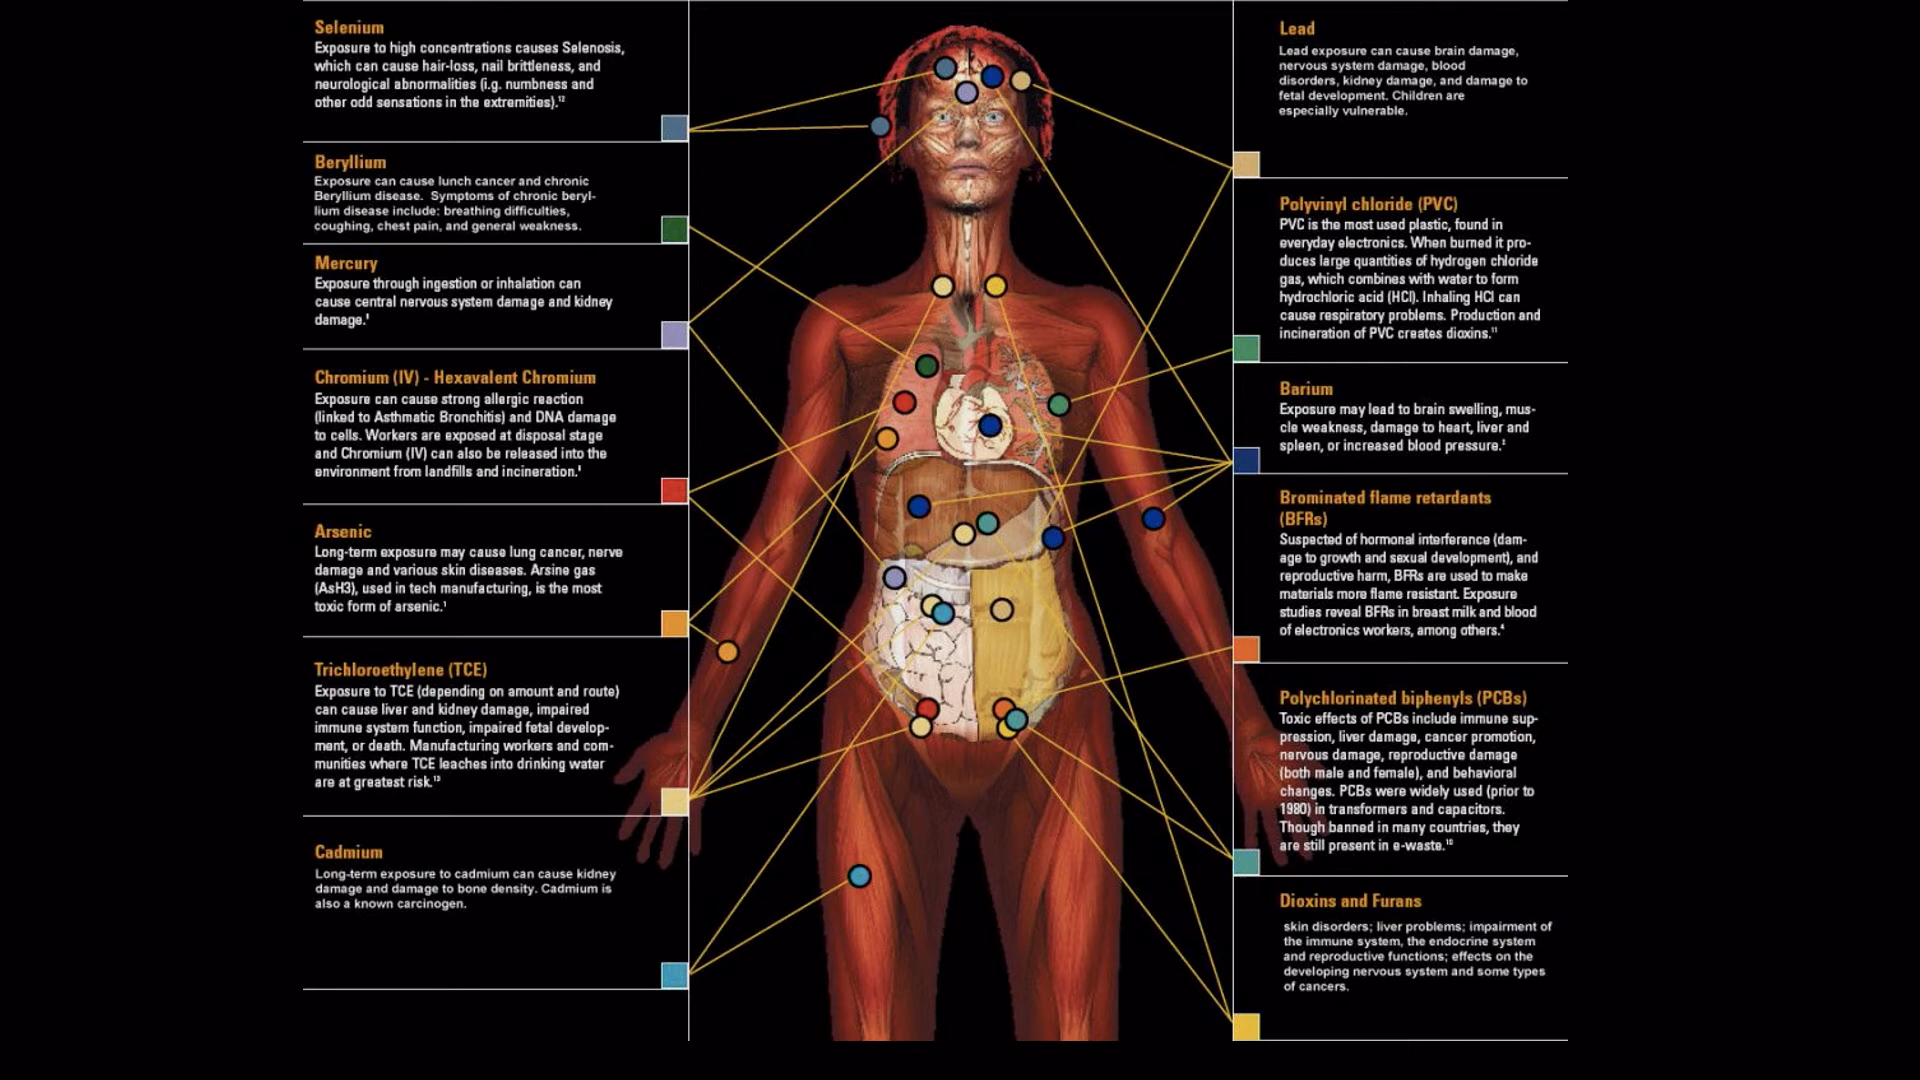 Selenium
Exposure to high concentrations causes Selenosis,
which can cause hair-loss, nail brittleness, and
neurological abnormalities (i.g. numbness and
other odd sensations in the extremities).¹²
Beryllium
Exposure can cause lunch cancer and chronic
Beryllium disease. Symptoms of chronic beryl-
lium disease include: breathing difficulties,
coughing, chest pain, and general weakness.
Mercury
Exposure through ingestion or inhalation can
cause central nervous system damage and kidney
damage.
Chromium (IV) - Hexavalent Chromium
Exposure can cause strong allergic reaction
(linked to Asthmatic Bronchitis) and DNA damage
to cells. Workers are exposed at disposal stage
and Chromium (IV) can also be released into the
environment from landfills and incineration.
Arsenic
Long-term exposure may cause lung cancer, nerve
damage and various skin diseases. Arsine gas
(AsH3), used in tech manufacturing, is the most
toxic form of arsenic.¹
Trichloroethylene (TCE)
Exposure to TCE (depending on amount and route)
can cause liver and kidney damage, impaired
immune system function, impaired fetal develop-
ment, or death. Manufacturing workers and com-
munities where TCE leaches into drinking water
are at greatest risk.¹³
Cadmium
Long-term exposure to cadmium can cause kidney
damage and damage to bone density. Cadmium is
also a known carcinogen.
Lead
Lead exposure can cause brain damage,
nervous system damage, blood
disorders, kidney damage, and damage to
fetal development. Children are
especially vulnerable.
Polyvinyl chloride (PVC)
PVC is the most used plastic, found in
everyday electronics. When burned it pro-
duces large quantities of hydrogen chloride
gas, which combines with water to form
hydrochloric acid (HCl). Inhaling HCl can
cause respiratory problems. Production and
incineration of PVC creates dioxins.¹¹
Barium
Exposure may lead to brain swelling, mus-
cle weakness, damage to heart, liver and
spleen, or increased blood pressure.²
Brominated flame retardants
(BFRs)
Suspected of hormonal interference (dam-
age to growth and sexual development), and
reproductive harm, BFRs are used to make
materials more flame resistant. Exposure
studies reveal BFRs in breast milk and blood
of electronics workers, among others.⁴
Polychlorinated biphenyls (PCBs)
Toxic effects of PCBs include immune sup-
pression, liver damage, cancer promotion,
nervous damage, reproductive damage
(both male and female), and behavioral
changes. PCBs were widely used (prior to
1980) in transformers and capacitors.
Though banned in many countries, they
are still present in e-waste.¹⁰
Dioxins and Furans
skin disorders; liver problems; impairment of
the immune system, the endocrine system
and reproductive functions; effects on the
developing nervous system and some types
of cancers.